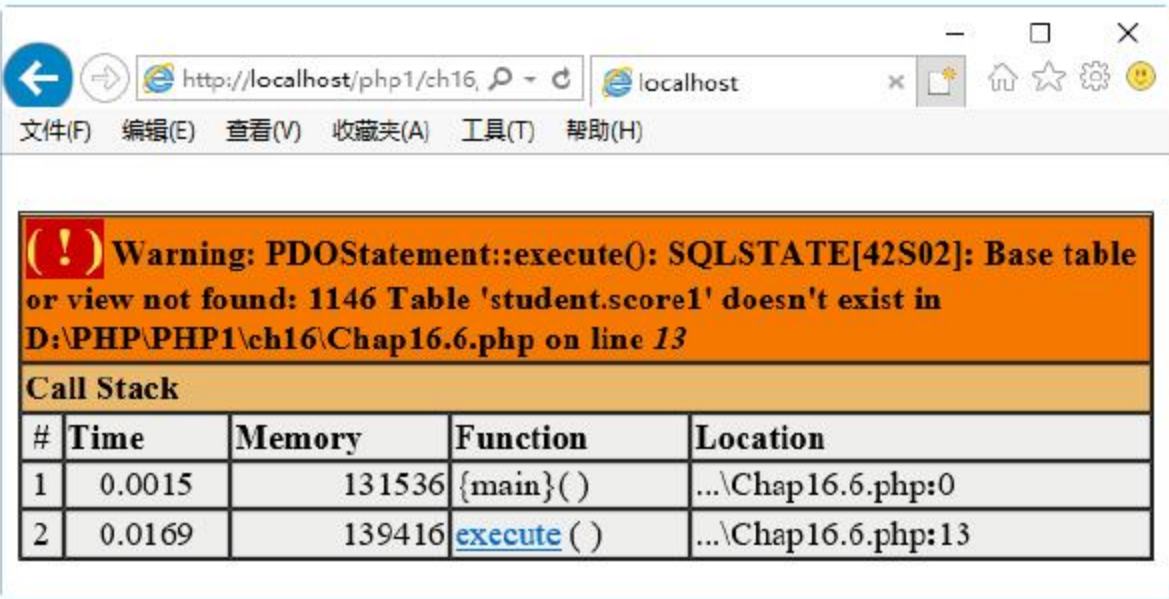 http://localhost/php1/ch16,
localhost
文件(F) 编辑(E) 查看(V) 收藏夹(A) 工具(T) 帮助(H)
( ! ) Warning: PDOStatement::execute(): SQLSTATE[42S02]: Base table
or view not found: 1146 Table 'student.score1' doesn't exist in
D:\PHP\PHP1\ch16\Chap16.6.php on line 13
Call Stack
# Time Memory Function Location
1 0.0015 131536 {main}( ) ...\Chap16.6.php:0
2 0.0169 139416 execute ( ) ...\Chap16.6.php:13